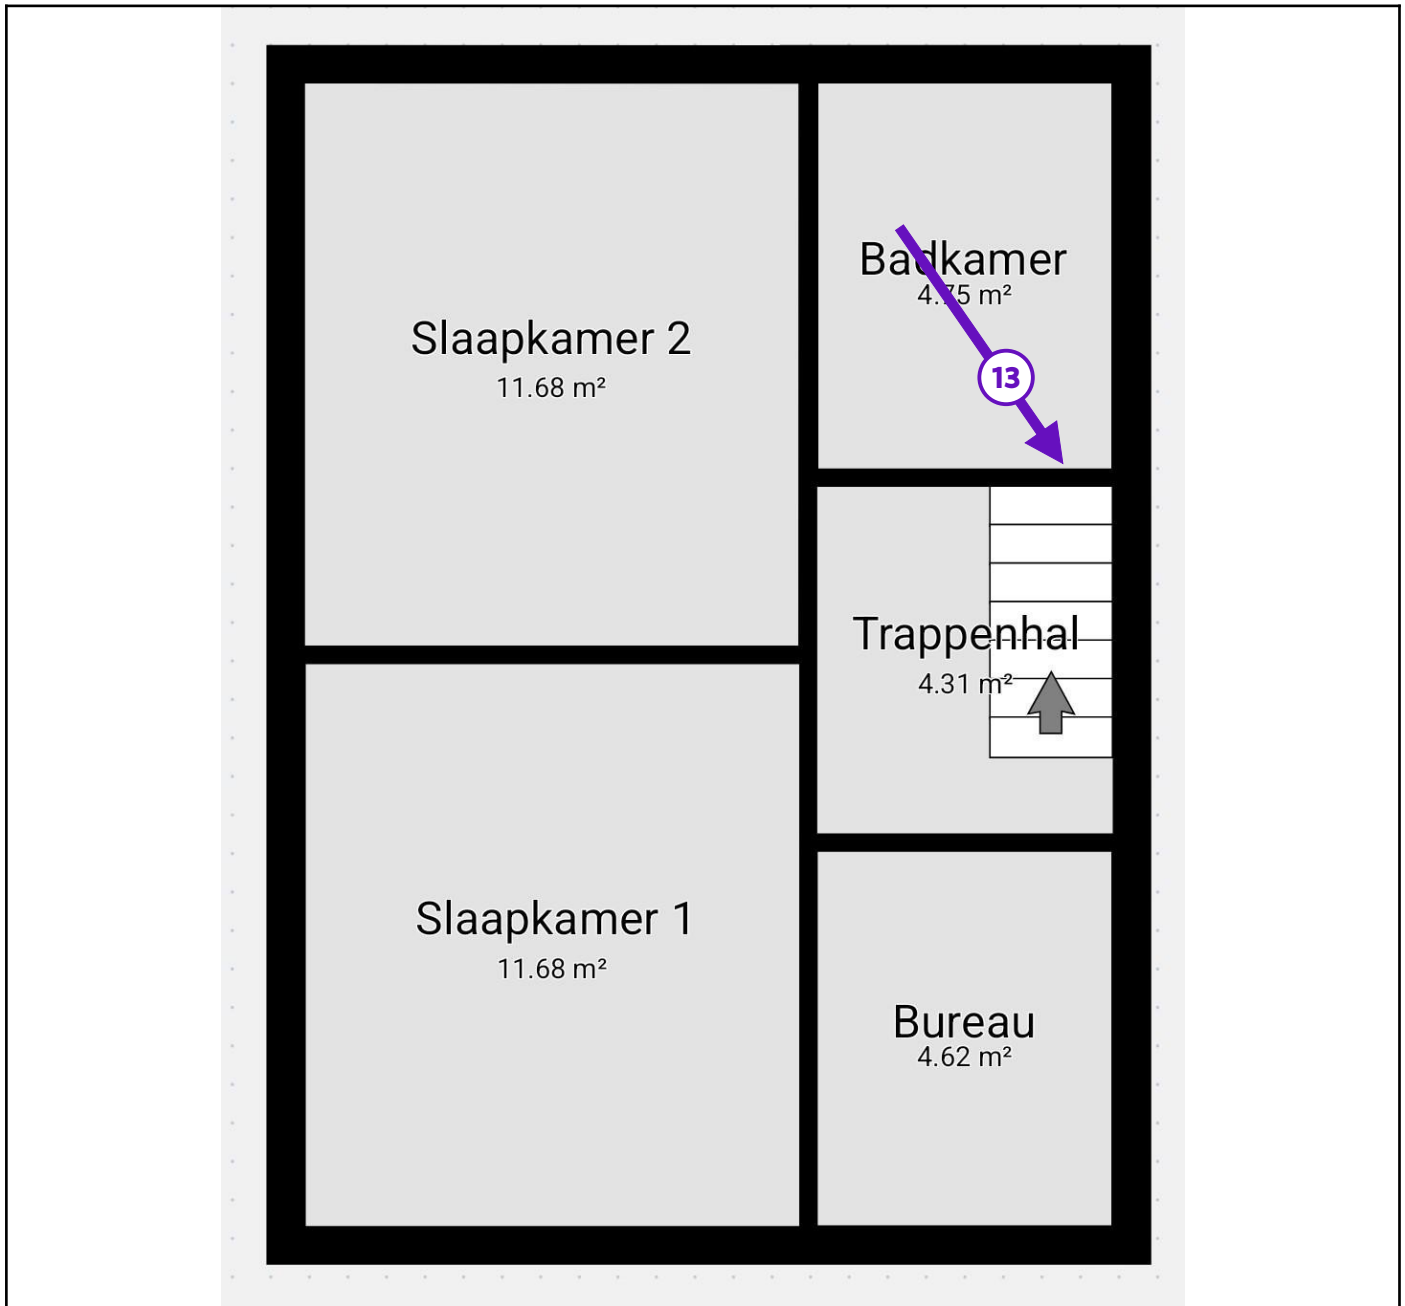 Badkamer
4.75 m²
13
Slaapkamer 2
11.68 m²
Trappenhal
4.31 m²
Slaapkamer 1
11.68 m²
Bureau
4.62 m²